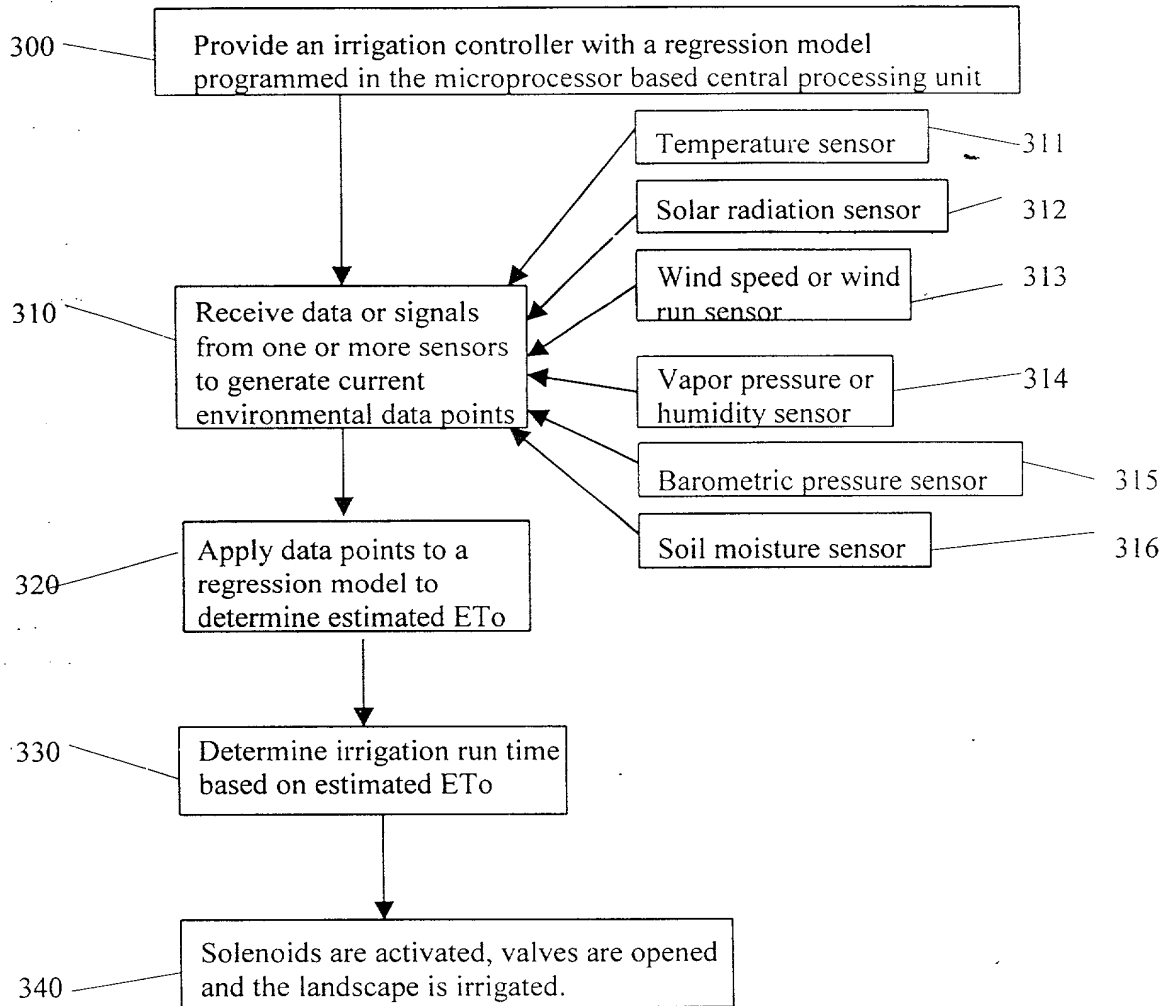 300
Provide an irrigation controller with a regression model
programmed in the microprocessor based central processing unit
Temperature sensor
311
Solar radiation sensor
312
Wind speed or wind
run sensor
313
310
Receive data or signals
from one or more sensors
to generate current
environmental data points
Vapor pressure or
humidity sensor
314
Barometric pressure sensor
315
Soil moisture sensor
316
320
Apply data points to a
regression model to
determine estimated ETo
330
Determine irrigation run time
based on estimated ETo
340
Solenoids are activated, valves are opened
and the landscape is irrigated.